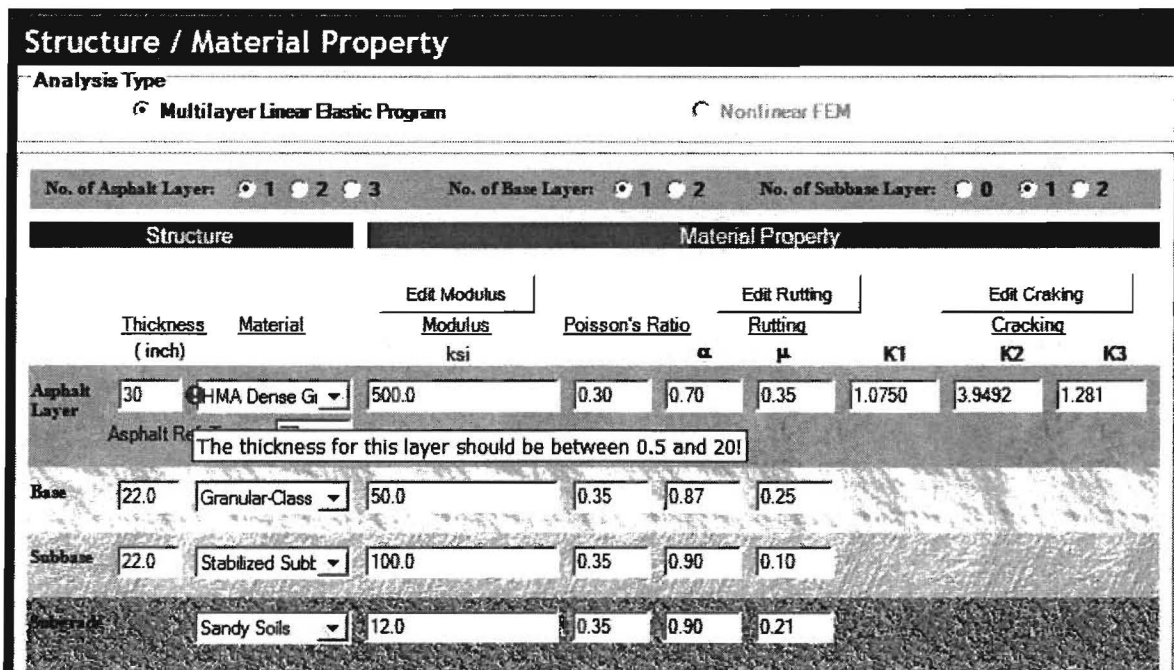 Structure / Material Property
Analysis Type
Multilayer Linear Elastic Program Nonlinear FEM
No. of Asphalt Layer: 1 2 3 No. of Base Layer: 1 2 No. of Subbase Layer: 0 1 2
Structure Material Property
Edit Modulus Edit Rutting Edit Craking
Thickness Material Modulus Poisson's Ratio Rutting Cracking
(inch) ksi α μ K1 K2 K3
Asphalt Layer 30 HMA Dense Gr 500.0 0.30 0.70 0.35 1.0750 3.9492 1.281
Asphalt Ref
The thickness for this layer should be between 0.5 and 20!
Base 22.0 Granular-Class 50.0 0.35 0.87 0.25
Subbase 22.0 Stabilized Subt 100.0 0.35 0.90 0.10
Subgrade Sandy Soils 12.0 0.35 0.90 0.21